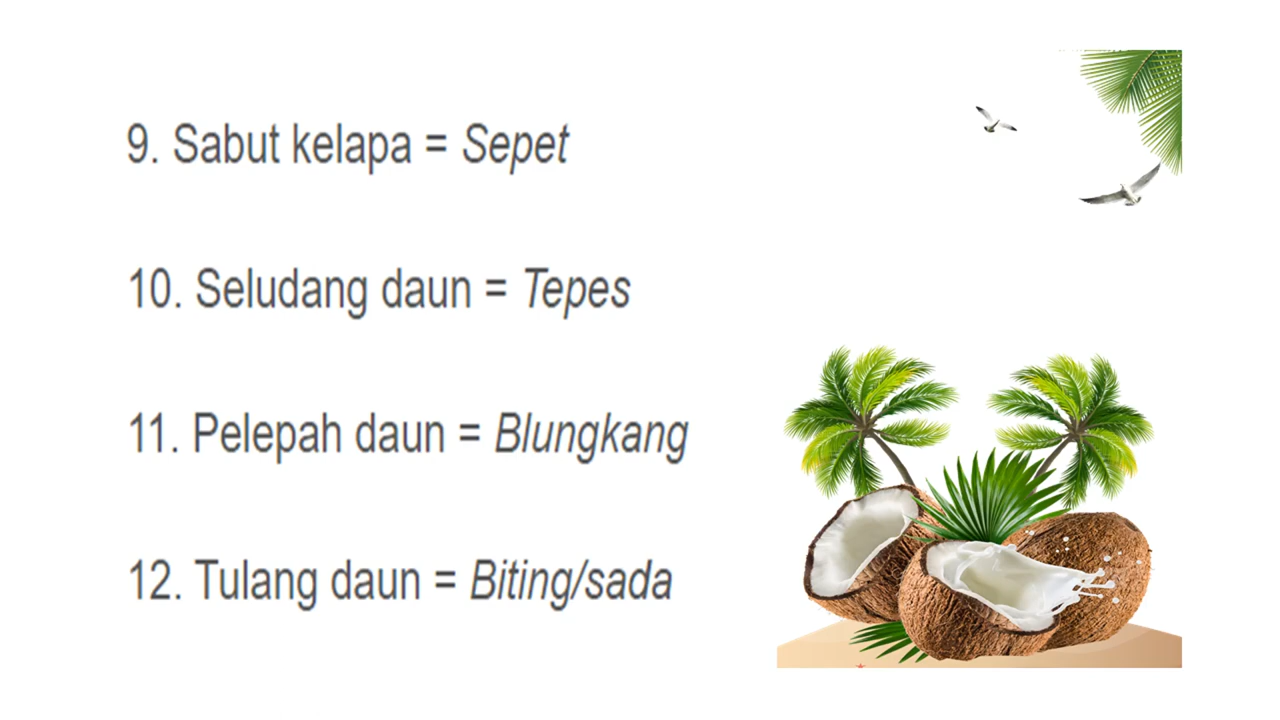 9. Sabut kelapa = Sepet
10. Seludang daun = Tepes
11. Pelepah daun = Blungkang
12. Tulang daun = Biting/sada